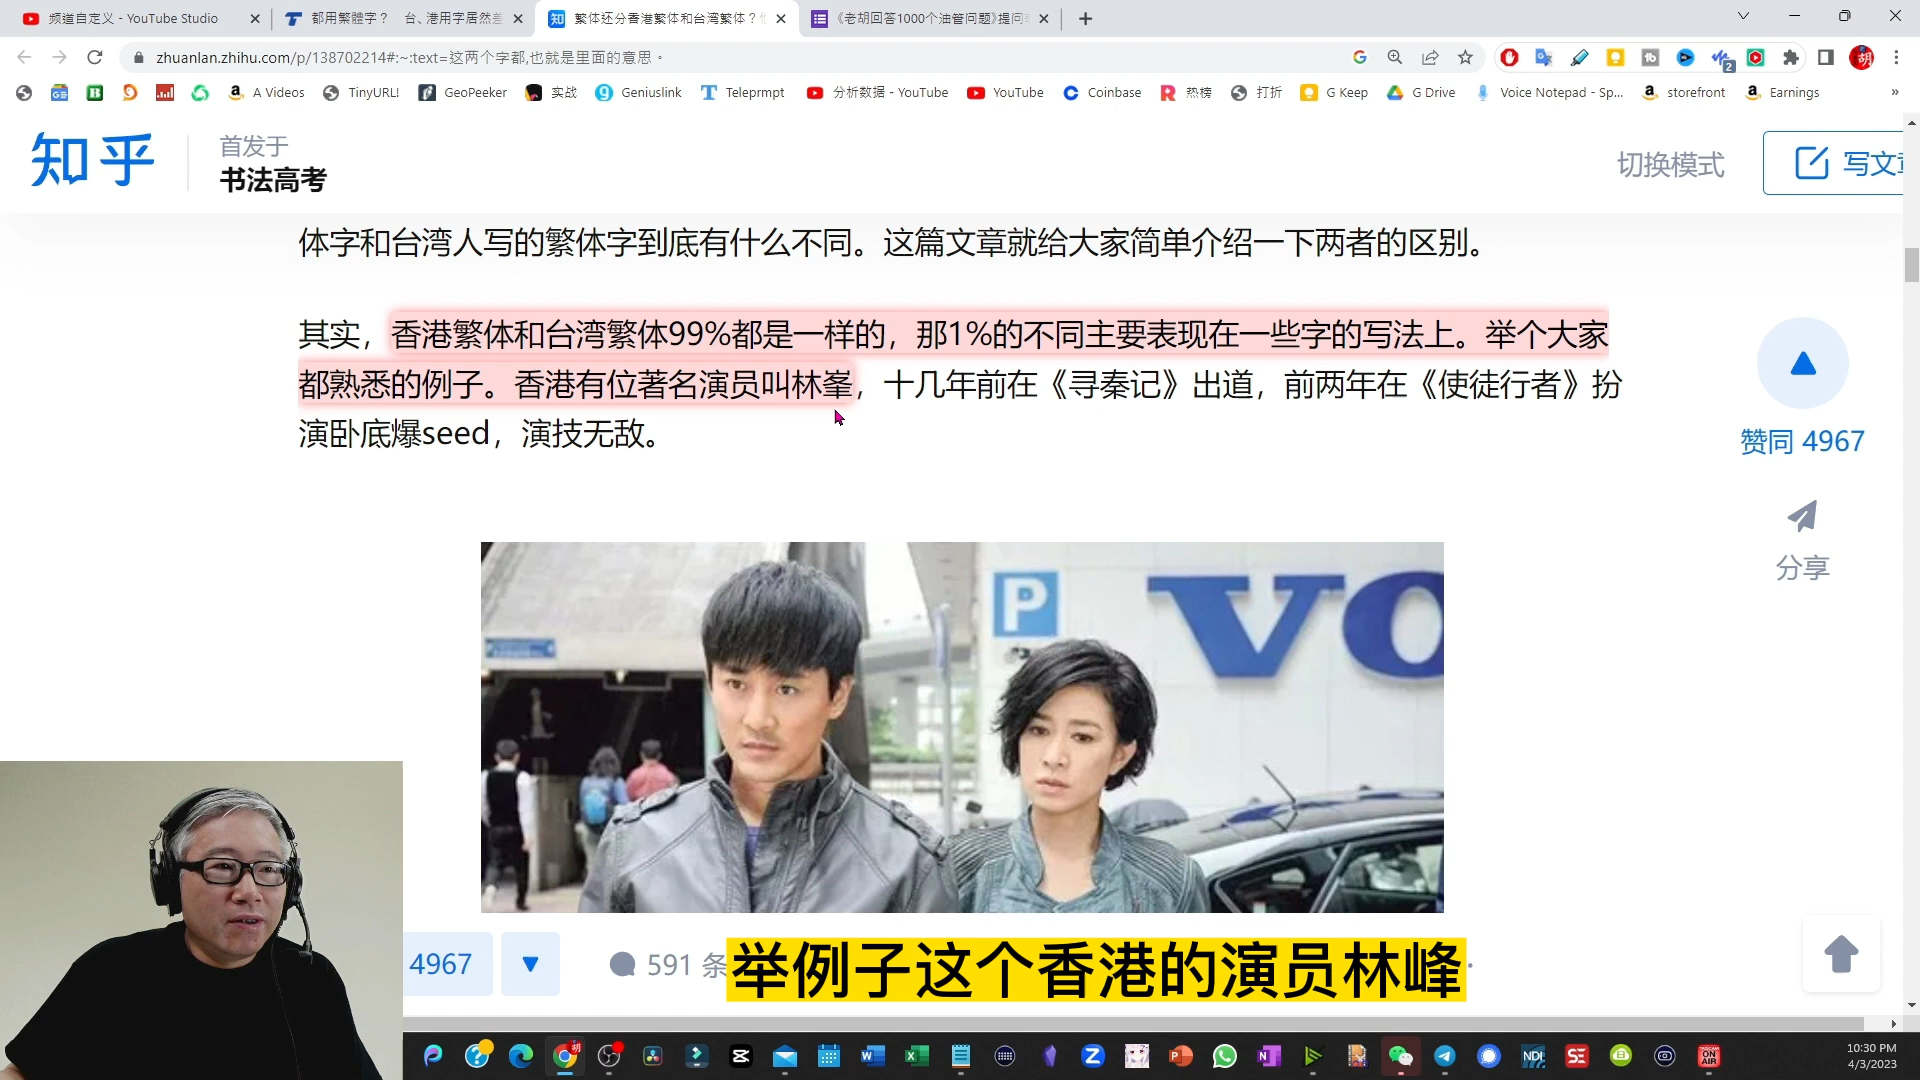 频道自定义 - YouTube Studio
都用繁體字？ 台、港用字居然差
繁体还分香港繁体和台湾繁体？
《老胡回答1000个油管问题》提问
zhuanlan.zhihu.com/p/138702214#:~:text=这两个字都,也就是里面的意思。
A Videos
TinyURL!
GeoPeeker
实战
Geniuslink
Teleprmpt
分析数据 - YouTube
YouTube
Coinbase
热榜
打折
G Keep
G Drive
Voice Notepad - Sp...
storefront
Earnings
»
知乎
首发于
书法高考
切换模式
写文章
体字和台湾人写的繁体字到底有什么不同。这篇文章就给大家简单介绍一下两者的区别。
其实，香港繁体和台湾繁体99%都是一样的，那1%的不同主要表现在一些字的写法上。举个大家
都熟悉的例子。香港有位著名演员叫林峯，十几年前在《寻秦记》出道，前两年在《使徒行者》扮
演卧底爆seed，演技无敌。
赞同 4967
分享
P
VO
4967
591 条
举例子这个香港的演员林峰
10:30 PM
4/3/2023